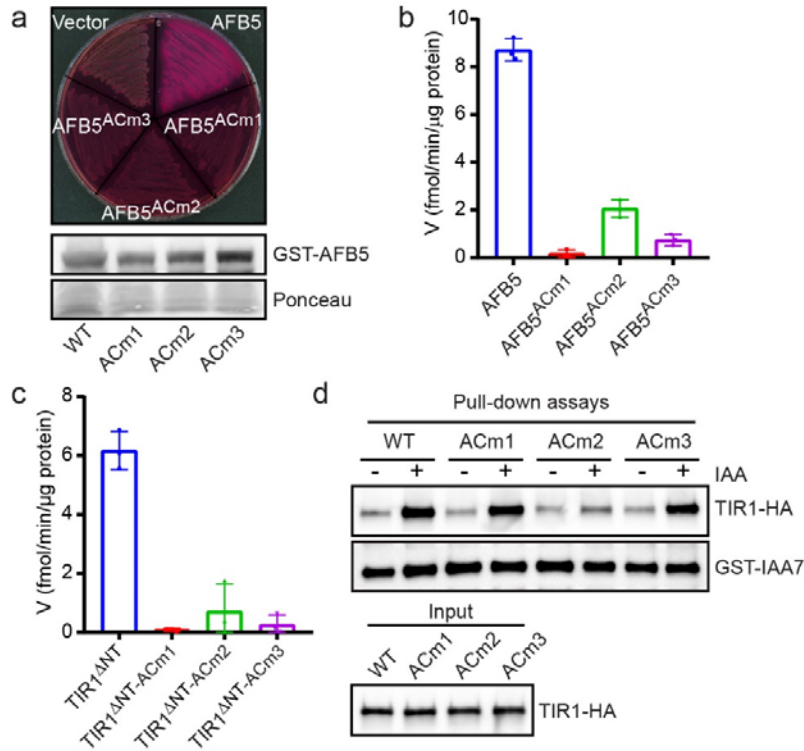 a
Vector
AFB5
AFB5ACm3
AFB5ACm1
AFB5ACm2
GST-AFB5
Ponceau
WT
ACm1
ACm2
ACm3
b
V (fmol/min/μg protein)
10
8
6
4
2
0
AFB5
AFB5ACm1
AFB5ACm2
AFB5ACm3
c
V (fmol/min/μg protein)
8
6
4
2
0
TIR1ΔNT
TIR1ΔNT-ACm1
TIR1ΔNT-ACm2
TIR1ΔNT-ACm3
d
Pull-down assays
WT ACm1 ACm2 ACm3
- + - + - + - + IAA
TIR1-HA
GST-IAA7
Input
WT
ACm1
ACm2
ACm3
TIR1-HA